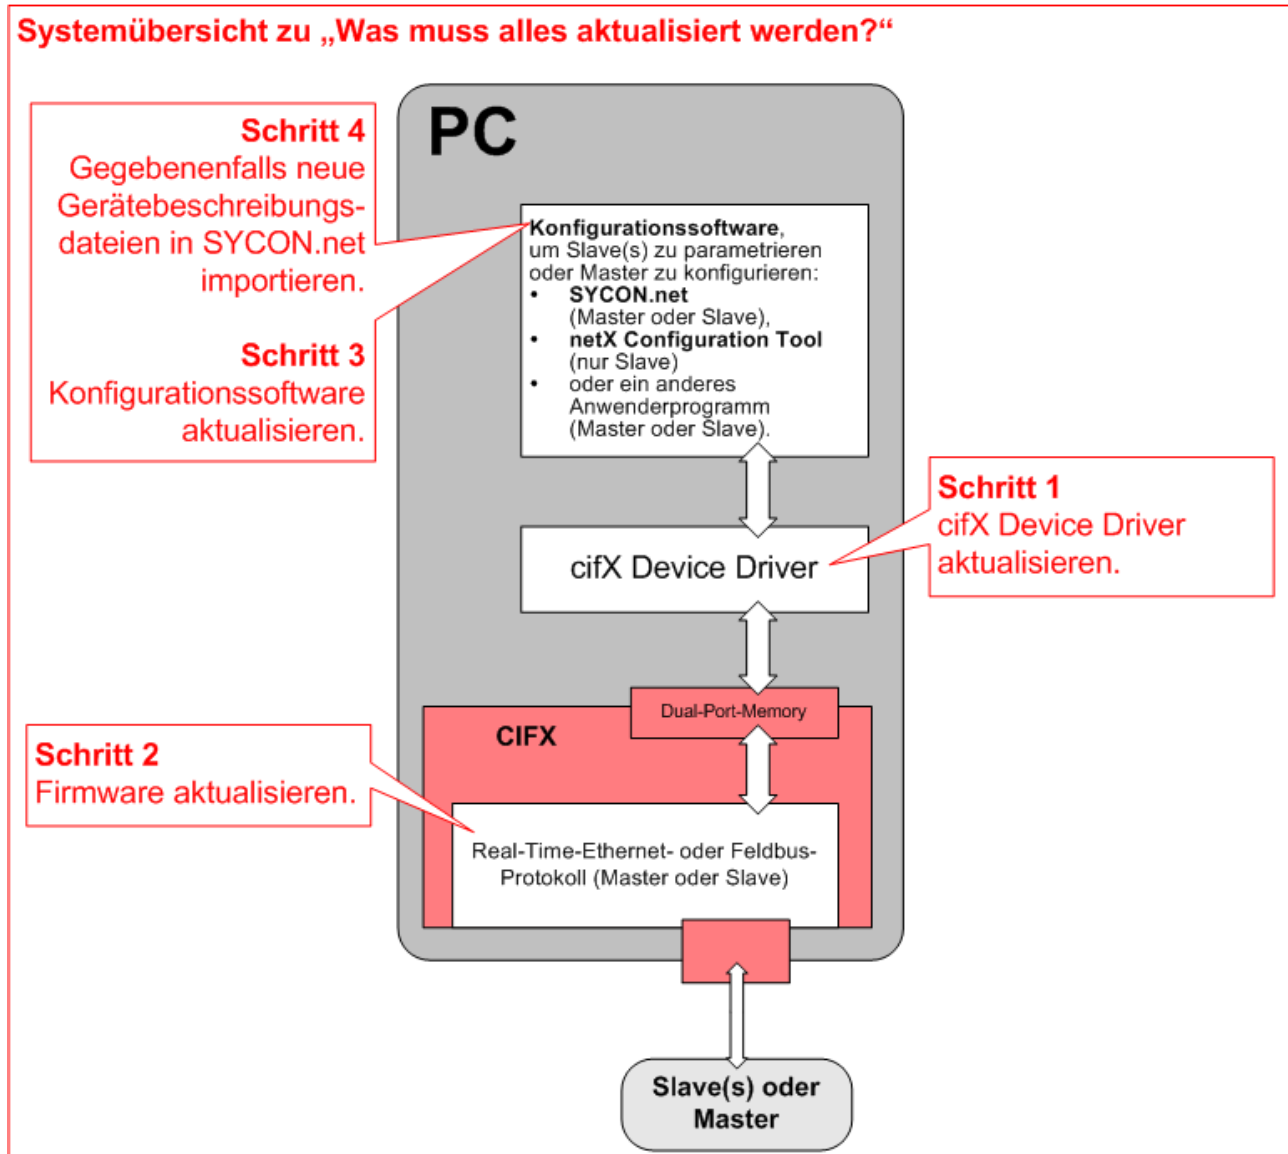 Systemübersicht zu „Was muss alles aktualisiert werden?“
PC
Schritt 4
Gegebenenfalls neue
Gerätebeschreibungs-
dateien in SYCON.net
importieren.
Schritt 3
Konfigurationssoftware
aktualisieren.
Konfigurationssoftware,
um Slave(s) zu parametrieren
oder Master zu konfigurieren:
• SYCON.net
(Master oder Slave),
• netX Configuration Tool
(nur Slave)
• oder ein anderes
Anwenderprogramm
(Master oder Slave).
Schritt 1
cifX Device Driver
aktualisieren.
cifX Device Driver
Dual-Port-Memory
CIFX
Schritt 2
Firmware aktualisieren.
Real-Time-Ethernet- oder Feldbus-
Protokoll (Master oder Slave)
Slave(s) oder
Master